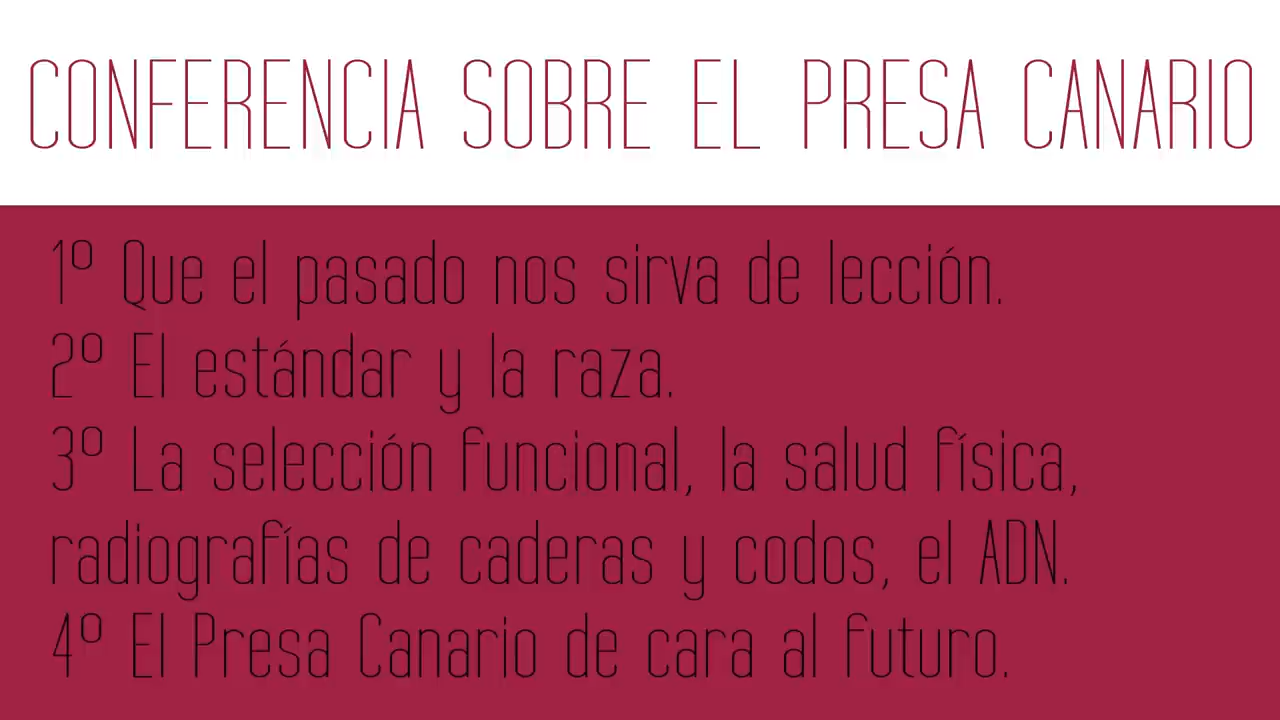 CONFERENCIA SOBRE EL PRESA CANARIO
1º Que el pasado nos sirva de lección.
2º El estándar y la raza.
3º La selección funcional, la salud física,
radiografías de caderas y codos, el ADN.
4º El Presa Canario de cara al futuro.